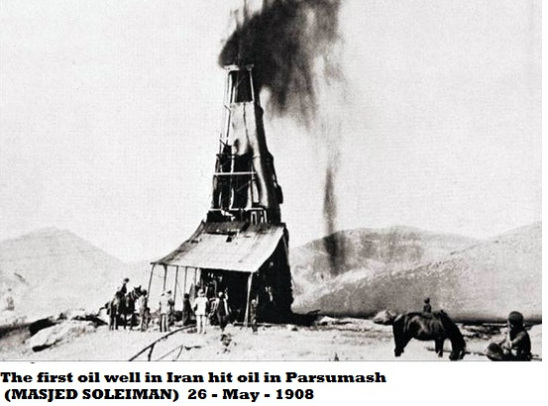 The first oil well in Iran hit oil in Parsumash
(MASJED SOLEIMAN) 26 - May - 1908